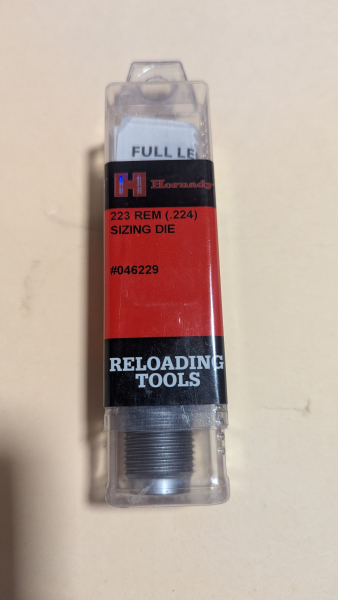 FULL LE
H Hornady
223 REM (.224)
SIZING DIE
#046229
RELOADING
TOOLS